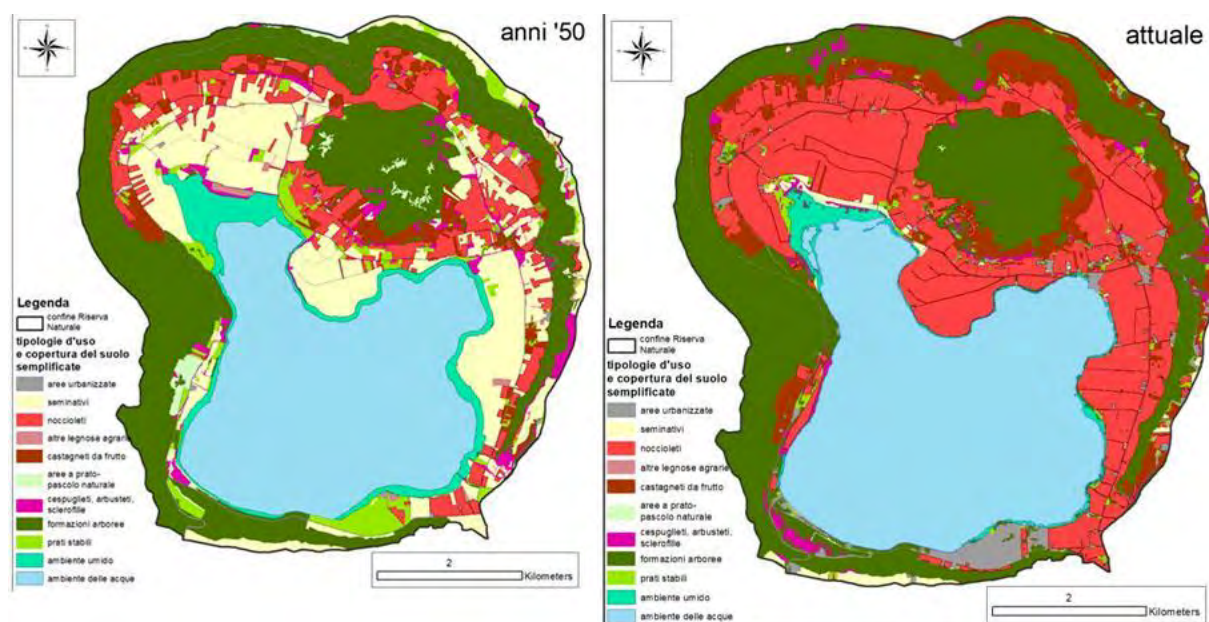 anni '50
Legenda
confine Riserva
Naturale
tipologie d'uso
e copertura del suolo
semplificate
aree urbanizzate
seminativi
noccioleti
altre legnose agrarie
castagneti da frutto
aree a prato-
pascolo naturale
cespuglieti, arbusteti,
sclerofille
formazioni arboree
prati stabili
ambiente umido
ambiente delle acque
2
Kilometers
attuale
Legenda
confine Riserva
Naturale
tipologie d'uso
e copertura del suolo
semplificate
aree urbanizzate
seminativi
noccioleti
altre legnose agrarie
castagneti da frutto
aree a prato-
pascolo naturale
cespuglieti, arbusteti,
sclerofille
formazioni arboree
prati stabili
ambiente umido
ambiente delle acque
2
Kilometers